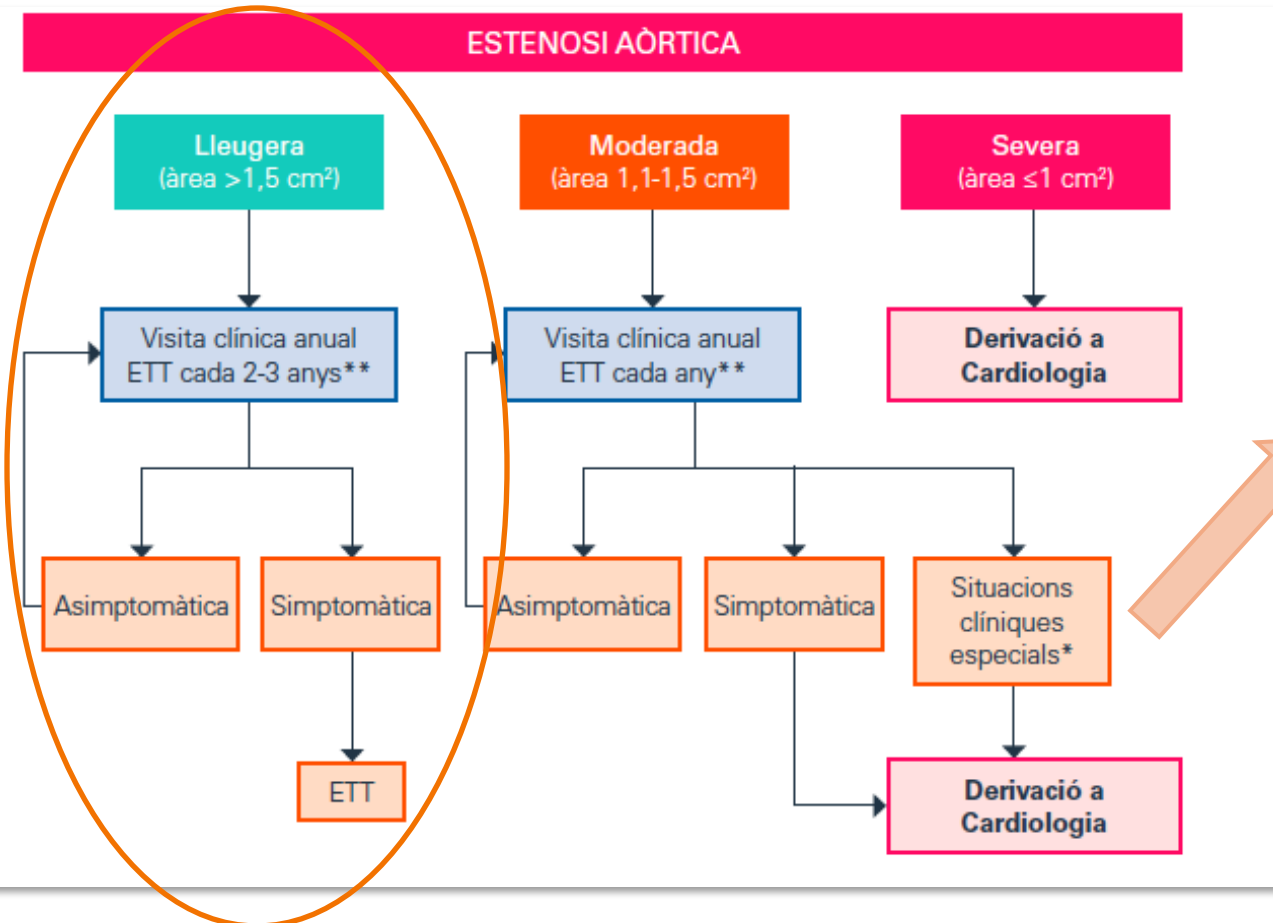 ESTENOSI AÒRTICA
Lleugera
(àrea >1,5 cm²)
Moderada
(àrea 1,1-1,5 cm²)
Severa
(àrea ≤1 cm²)
Visita clínica anual
ETT cada 2-3 anys**
Visita clínica anual
ETT cada any**
Derivació a
Cardiologia
Asimptomàtica
Simptomàtica
Asimptomàtica
Simptomàtica
Situacions
clíniques
especials*
ETT
Derivació a
Cardiologia